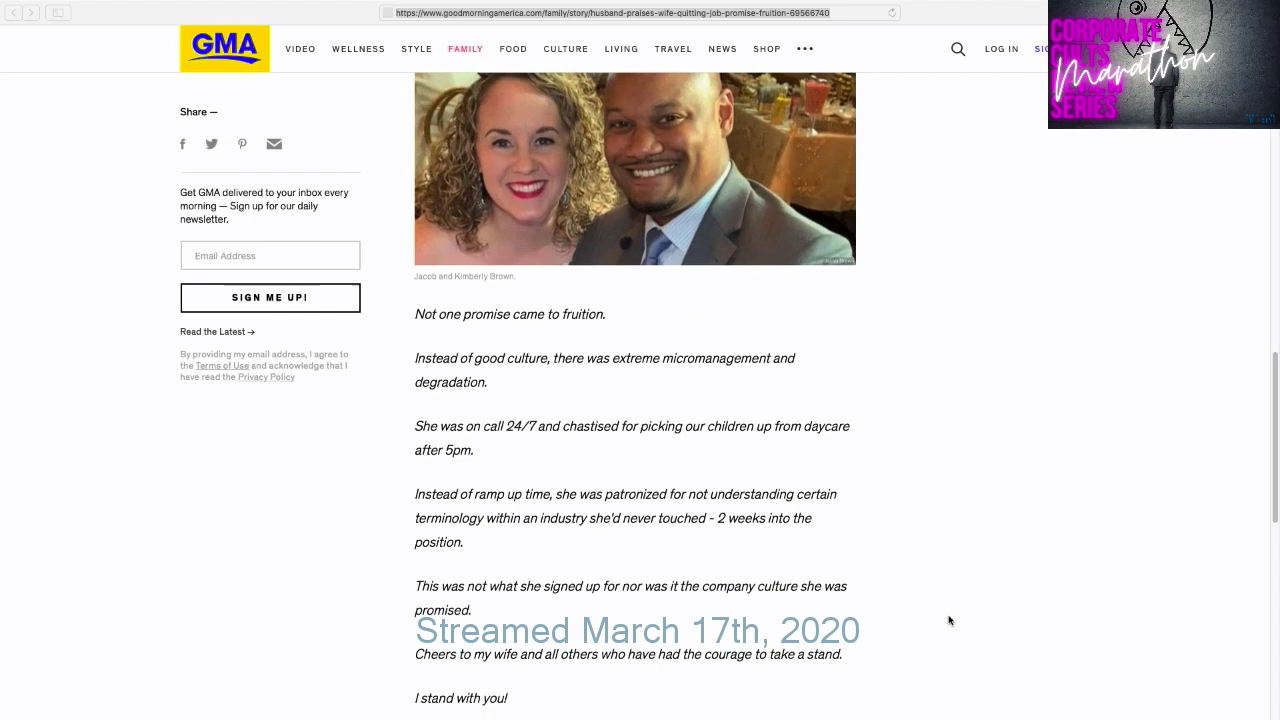 https://www.goodmorningamerica.com/family/story/husband-praises-wife-quitting-job-promise-fruition-69566740
GMA
VIDEO WELLNESS STYLE FAMILY FOOD CULTURE LIVING TRAVEL NEWS SHOP •••
LOG IN
CORPORATE
CULTS
Marathon
SERIES
Share —
Get GMA delivered to your inbox every
morning — Sign up for our daily
newsletter.
Email Address
SIGN ME UP!
Read the Latest →
By providing my email address, I agree to
the Terms of Use and acknowledge that I
have read the Privacy Policy
Jacob and Kimberly Brown.
Not one promise came to fruition.
Instead of good culture, there was extreme micromanagement and
degradation.
She was on call 24/7 and chastised for picking our children up from daycare
after 5pm.
Instead of ramp up time, she was patronized for not understanding certain
terminology within an industry she'd never touched - 2 weeks into the
position.
This was not what she signed up for nor was it the company culture she was
promised.
Streamed March 17th, 2020
Cheers to my wife and all others who have had the courage to take a stand.
I stand with you!